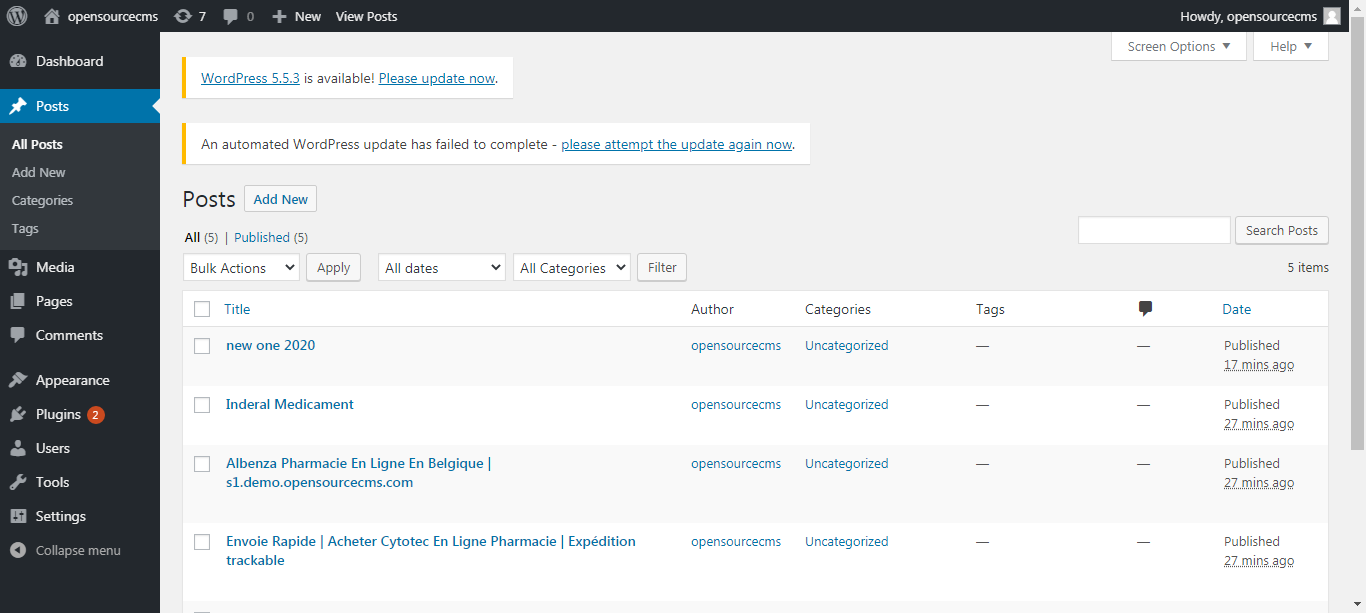 opensourcecms 7 0 New View Posts Howdy, opensourcecms
Screen Options Help
Dashboard
Posts
All Posts
Add New
Categories
Tags
Media
Pages
Comments
Appearance
Plugins 2
Users
Tools
Settings
Collapse menu
WordPress 5.5.3 is available! Please update now.
An automated WordPress update has failed to complete - please attempt the update again now.
Posts Add New
All (5) | Published (5)
Search Posts
Bulk Actions Apply All dates All Categories Filter 5 items
Title Author Categories Tags Date
new one 2020 opensourcecms Uncategorized — — Published
17 mins ago
Inderal Medicament opensourcecms Uncategorized — — Published
27 mins ago
Albenza Pharmacie En Ligne En Belgique | opensourcecms Uncategorized — — Published
s1.demo.opensourcecms.com 27 mins ago
Envoie Rapide | Acheter Cytotec En Ligne Pharmacie | Expédition opensourcecms Uncategorized — — Published
trackable 27 mins ago